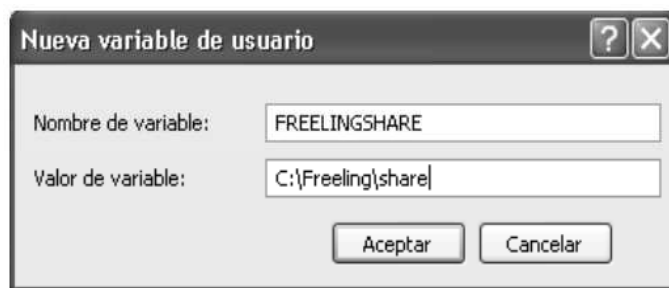 Nueva variable de usuario
Nombre de variable: FREELINGSHARE
Valor de variable: C:\Freeling\share
Aceptar Cancelar